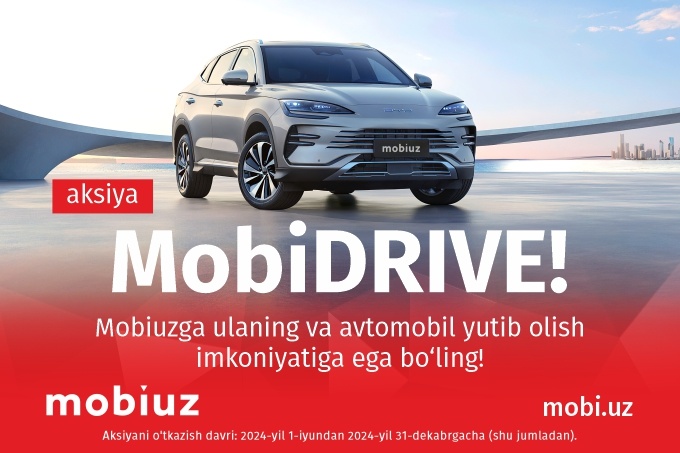 mobiuz
aksiya
MobiDRIVE!
Mobiuzga ulaning va avtomobil yutib olish
imkoniyatiga ega bo‘ling!
mobiuz
mobi.uz
Aksiyani o'tkazish davri: 2024-yil 1-iyundan 2024-yil 31-dekabrgacha (shu jumladan).